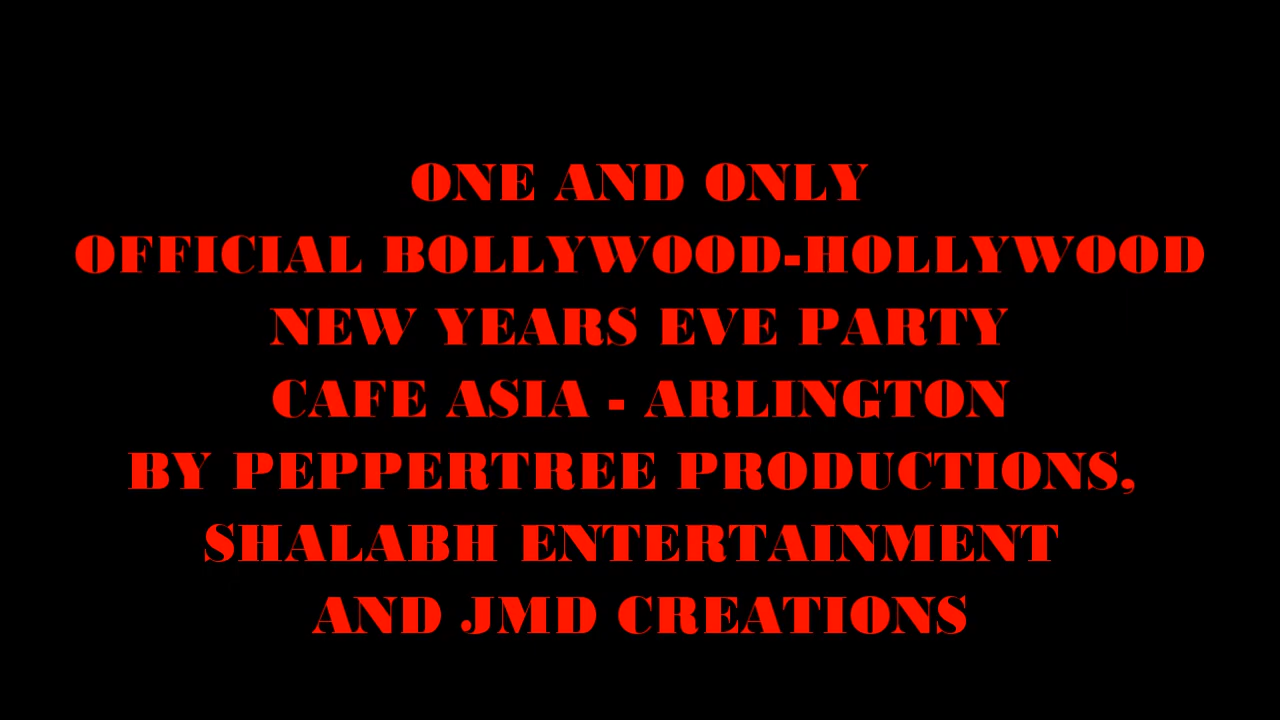 ONE AND ONLY
OFFICIAL BOLLYWOOD-HOLLYWOOD
NEW YEARS EVE PARTY
CAFE ASIA - ARLINGTON
BY PEPPERTREE PRODUCTIONS,
SHALABH ENTERTAINMENT
AND JMD CREATIONS